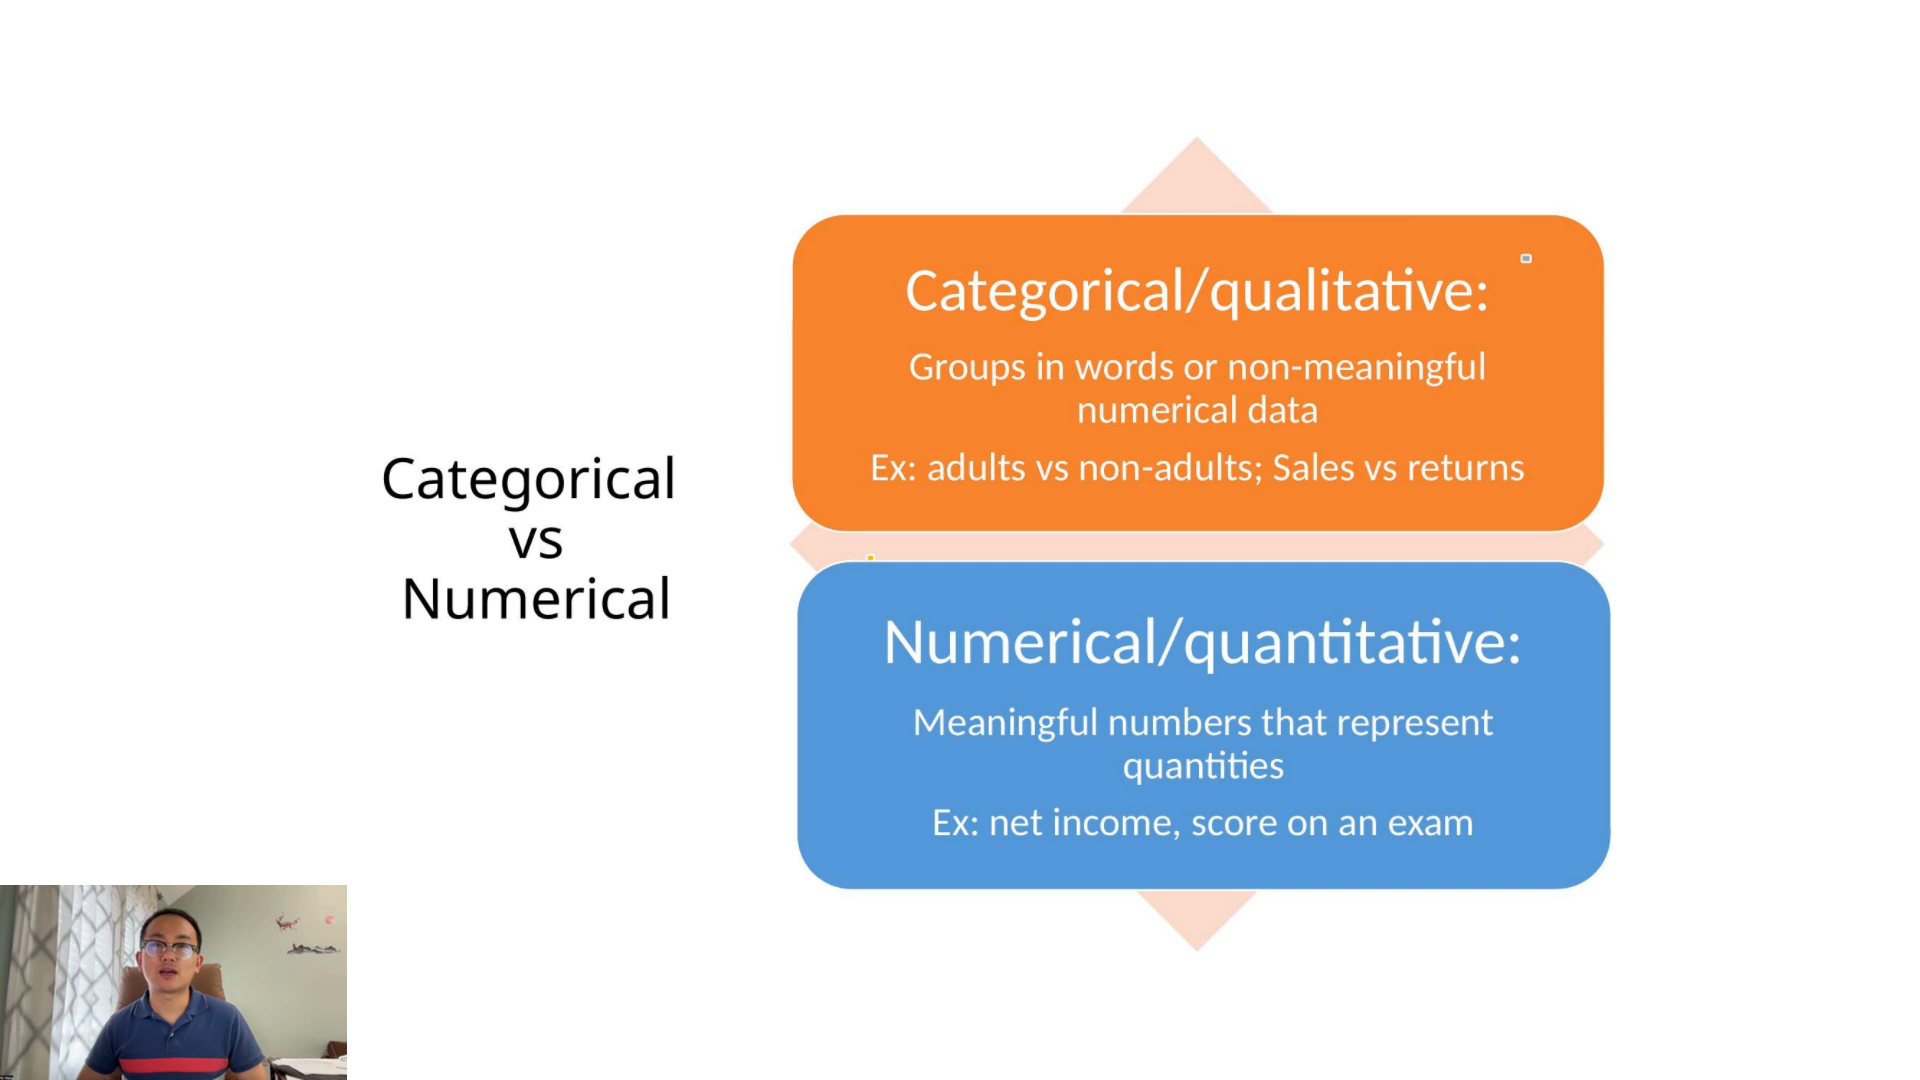 Categorical
vs
Numerical
Categorical/qualitative:
Groups in words or non-meaningful
numerical data
Ex: adults vs non-adults; Sales vs returns
Numerical/quantitative:
Meaningful numbers that represent
quantities
Ex: net income, score on an exam